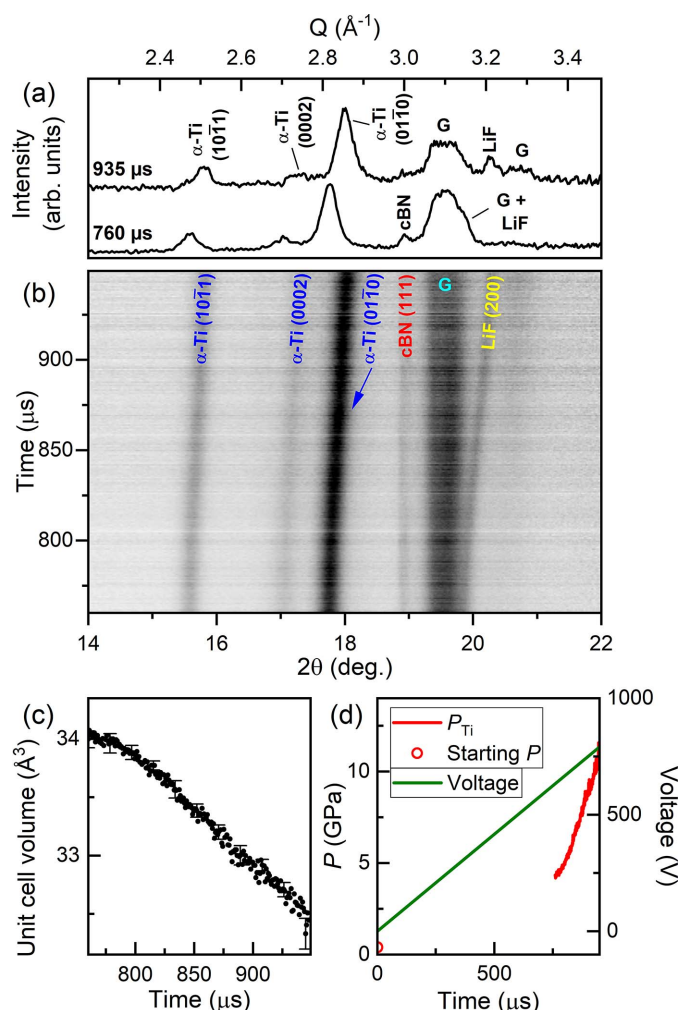 Q (Å⁻¹)
2.4 2.6 2.8 3.0 3.2 3.4
(a)
Intensity
(arb. units)
935 µs
760 µs
α-Ti
(101̄1)
α-Ti
(0002)
α-Ti
(011̄0)
G
LiF
G
cBN
G +
LiF
(b)
α-Ti (101̄1)
α-Ti (0002)
α-Ti (011̄0)
cBN (111)
G
LiF (200)
Time (µs)
900
850
800
14 16 18 20 22
2θ (deg.)
(c)
Unit cell volume (Å³)
34
33
800 850 900
Time (µs)
(d)
P_Ti
Starting P
Voltage
P (GPa)
10
5
0
0 500
Time (µs)
1000
500
0
Voltage (V)